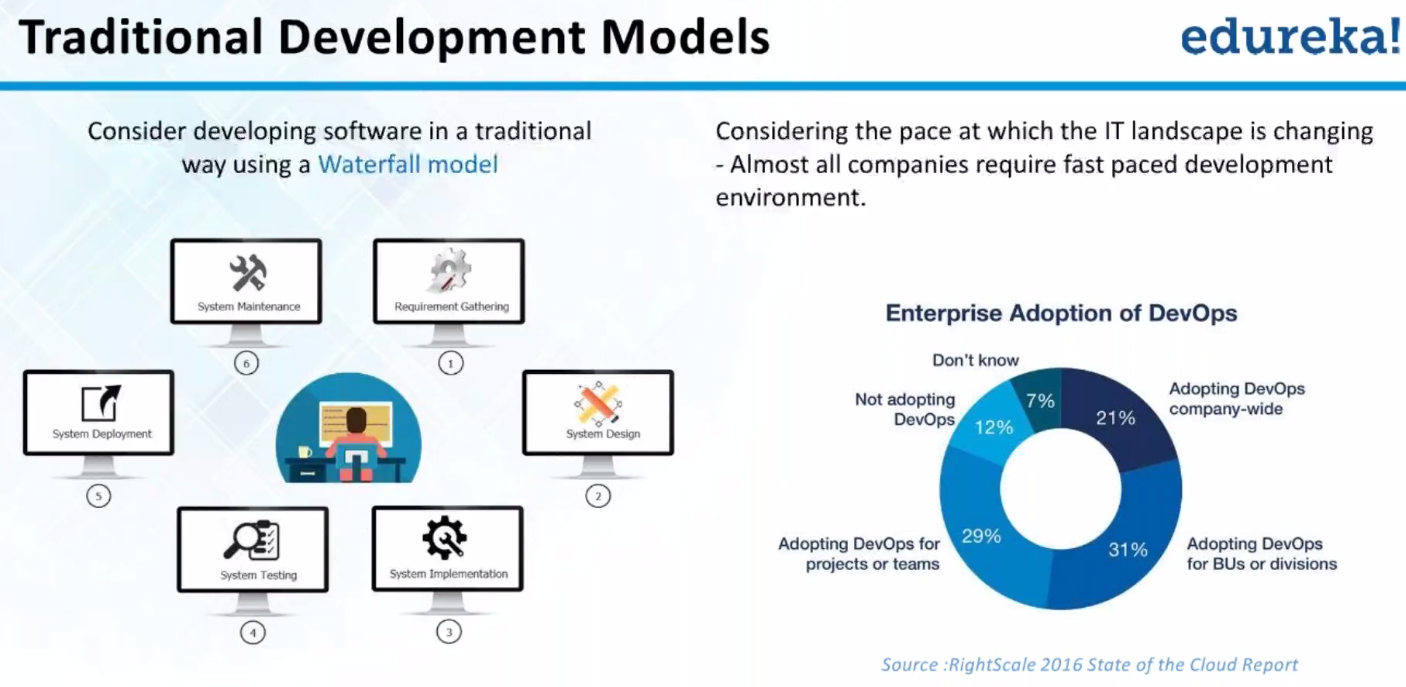 Traditional Development Models
edureka!
Consider developing software in a traditional
way using a Waterfall model
Considering the pace at which the IT landscape is changing
- Almost all companies require fast paced development
environment.
System Maintenance
6
Requirement Gathering
1
System Deployment
5
System Design
2
System Testing
4
System Implementation
3
Enterprise Adoption of DevOps
Don't know
7%
Adopting DevOps
company-wide
21%
Not adopting
DevOps
12%
Adopting DevOps for
projects or teams
29%
31%
Adopting DevOps
for BUs or divisions
Source :RightScale 2016 State of the Cloud Report